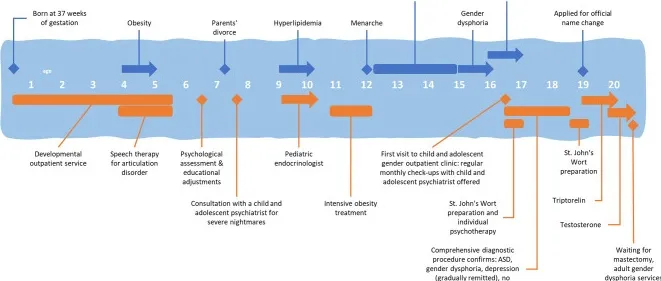 Born at 37 weeks
of gestation
Obesity
Parents'
divorce
Hyperlipidemia
Menarche
Gender
dysphoria
Applied for official
name change
age
1 2 3 4 5 6 7 8 9 10 11 12 13 14 15 16 17 18 19 20
Developmental
outpatient service
Speech therapy
for articulation
disorder
Psychological
assessment &
educational
adjustments
Consultation with a child and
adolescent psychiatrist for
severe nightmares
Pediatric
endocrinologist
Intensive obesity
treatment
First visit to child and adolescent
gender outpatient clinic: regular
monthly check-ups with child and
adolescent psychiatrist offered
St. John's Wort
preparation and
individual
psychotherapy
Comprehensive diagnostic
procedure confirms: ASD,
gender dysphoria, depression
(gradually remitted), no
St. John's
Wort
preparation
Triptorelin
Testosterone
Waiting for
mastectomy,
adult gender
dysphoria services